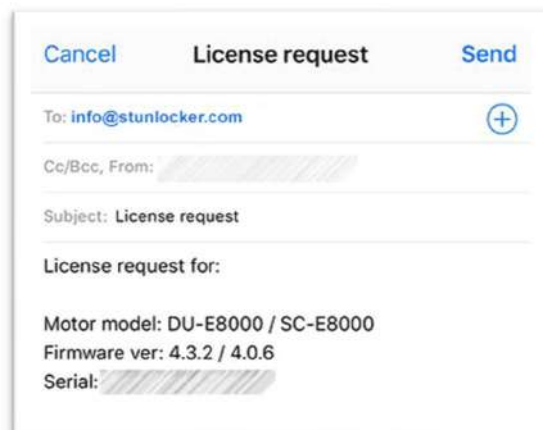 Cancel License request Send
To: info@stunlocker.com
Cc/Bcc, From:
Subject: License request
License request for:
Motor model: DU-E8000 / SC-E8000
Firmware ver: 4.3.2 / 4.0.6
Serial: